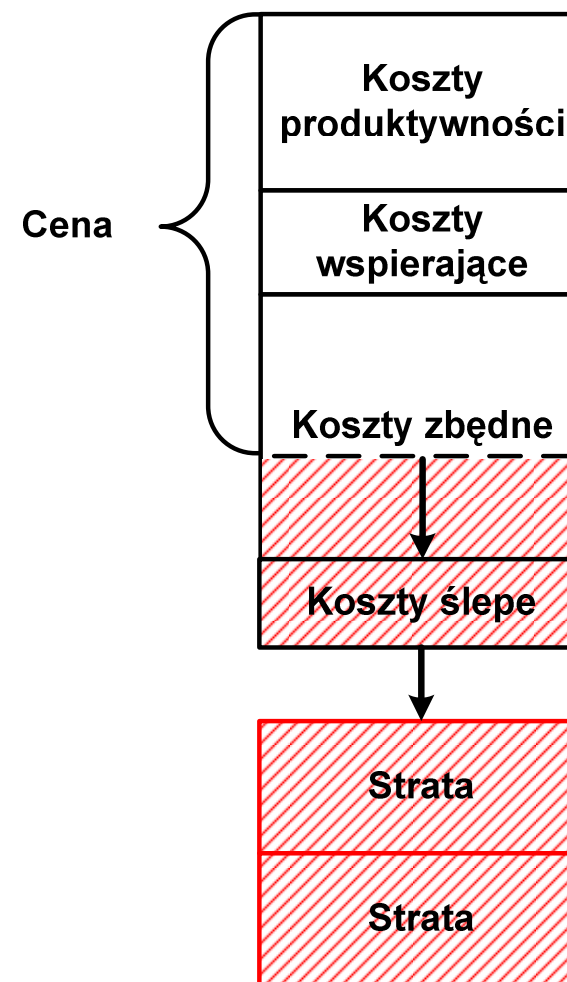 Koszty
produktywności
Cena
Koszty
wspierające
Koszty zbędne
Koszty ślepe
Strata
Strata